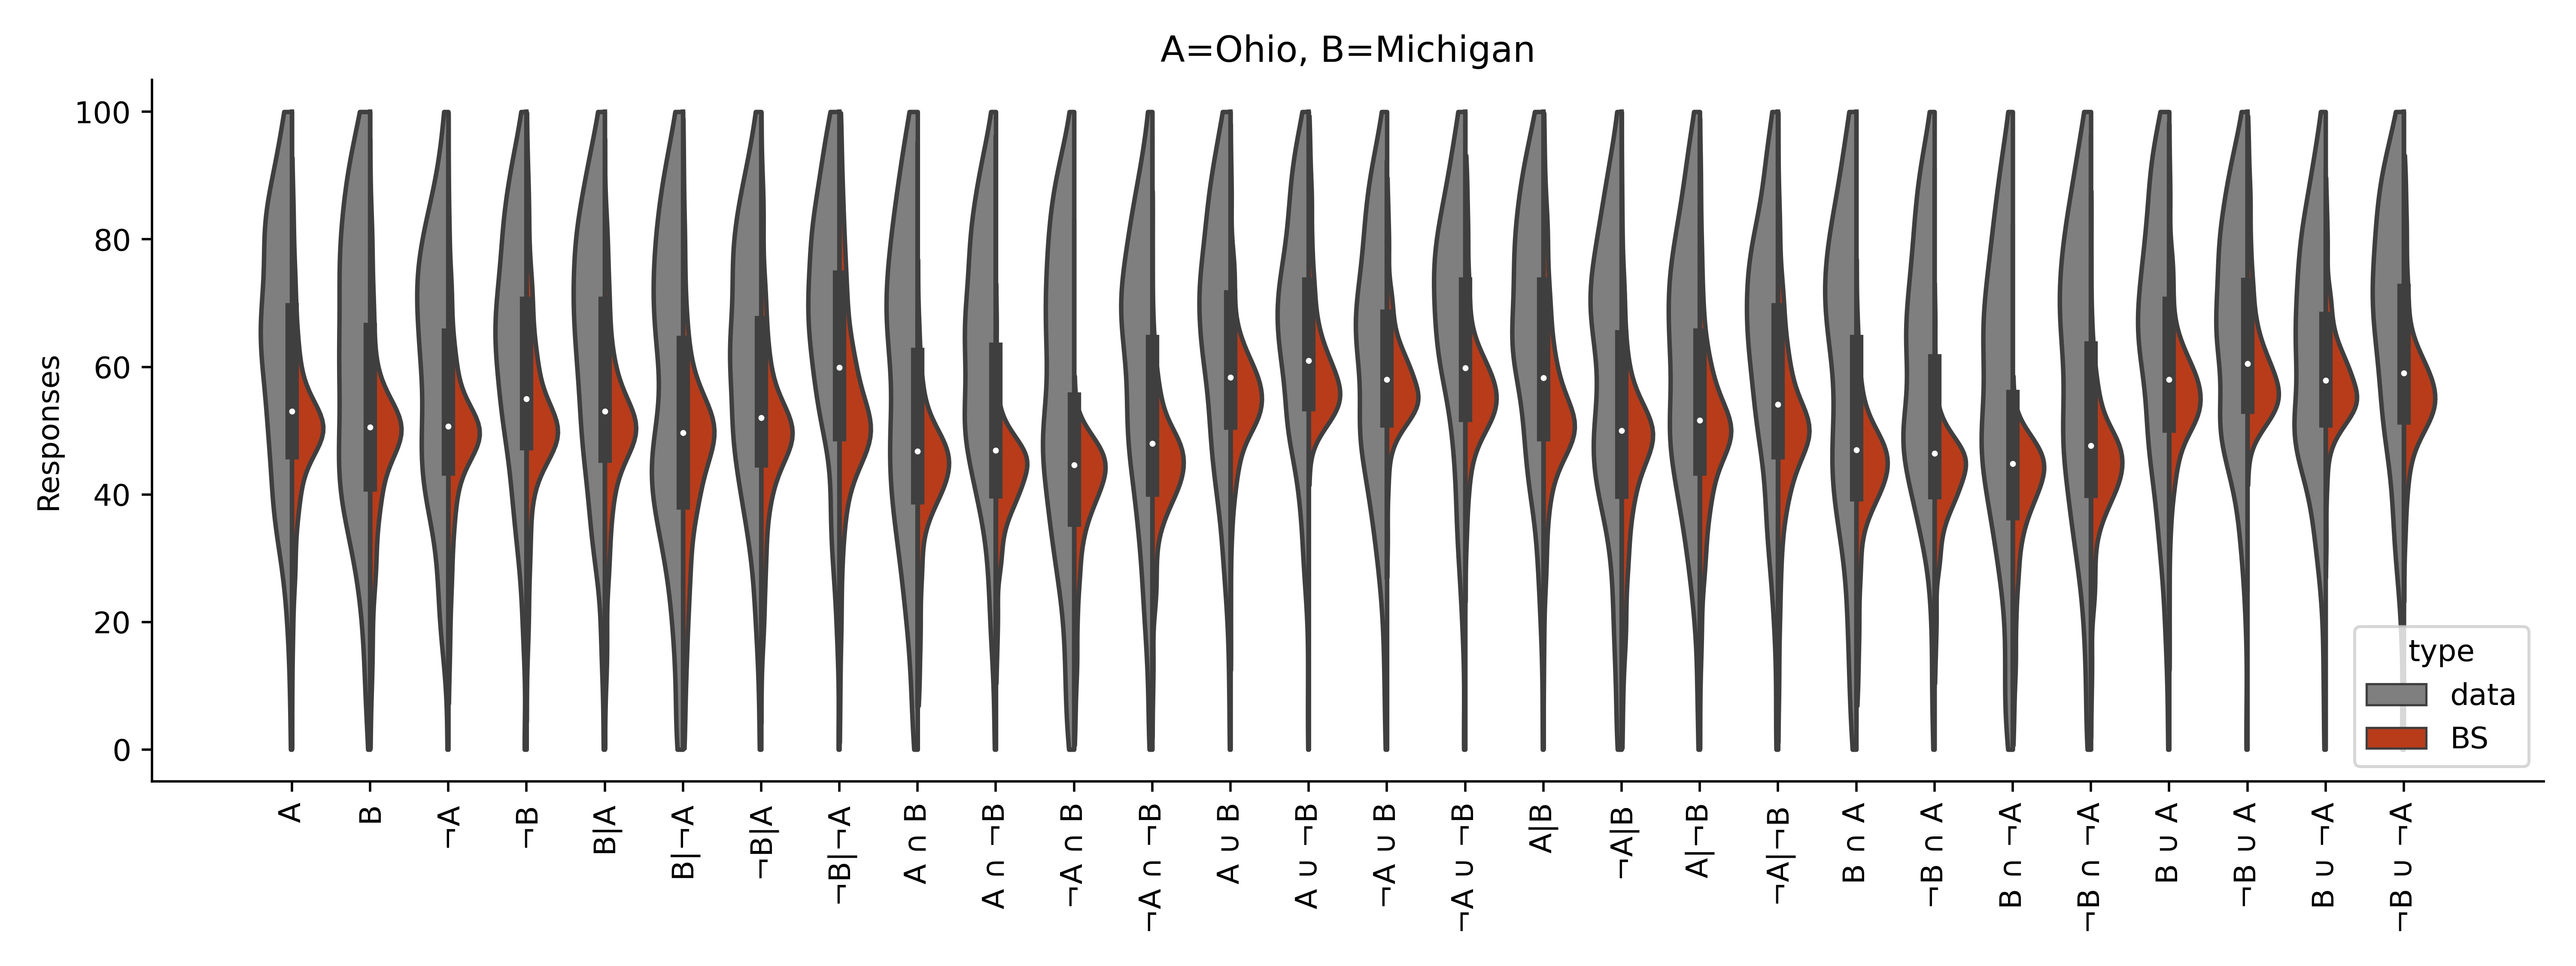 A=Ohio, B=Michigan
Responses
100
80
60
40
20
0
A
B
¬A
¬B
B|A
B|¬A
¬B|A
¬B|¬A
A ∩ B
A ∩ ¬B
¬A ∩ B
¬A ∩ ¬B
A ∪ B
A ∪ ¬B
¬A ∪ B
¬A ∪ ¬B
A|B
¬A|B
A|¬B
¬A|¬B
B ∩ A
¬B ∩ A
B ∩ ¬A
¬B ∩ ¬A
B ∪ A
¬B ∪ A
B ∪ ¬A
¬B ∪ ¬A
type
data
BS